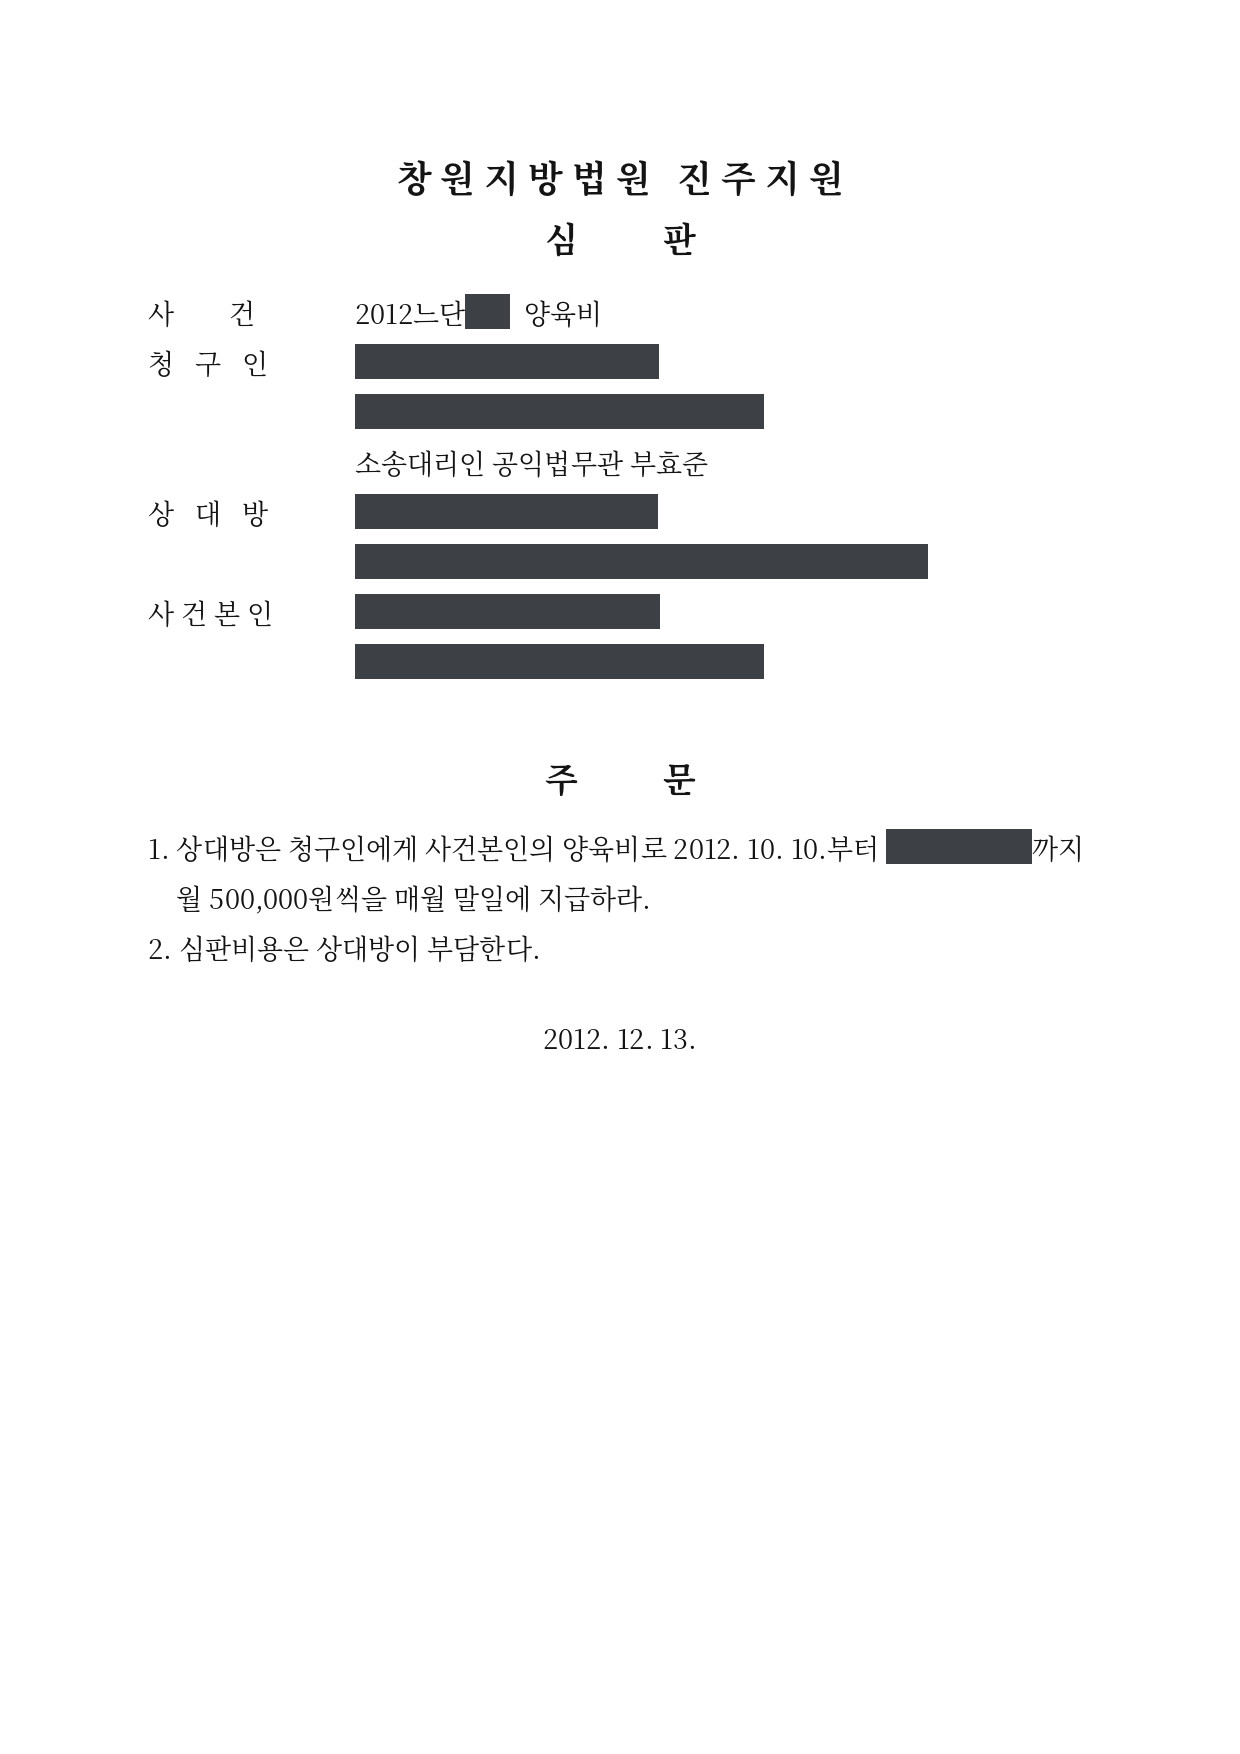 창원지방법원 진주지원
심 판
사 건 2012느단 양육비
청 구 인
소송대리인 공익법무관 부효준
상 대 방
사건본인
주 문
1. 상대방은 청구인에게 사건본인의 양육비로 2012. 10. 10.부터 까지
월 500,000원씩을 매월 말일에 지급하라.
2. 심판비용은 상대방이 부담한다.
2012. 12. 13.